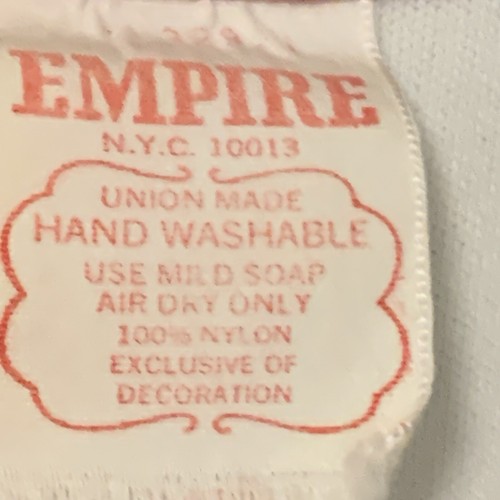 EMPIRE
N.Y.C. 10013
UNION MADE
HAND WASHABLE
USE MILD SOAP
AIR DRY ONLY
100% NYLON
EXCLUSIVE OF
DECORATION